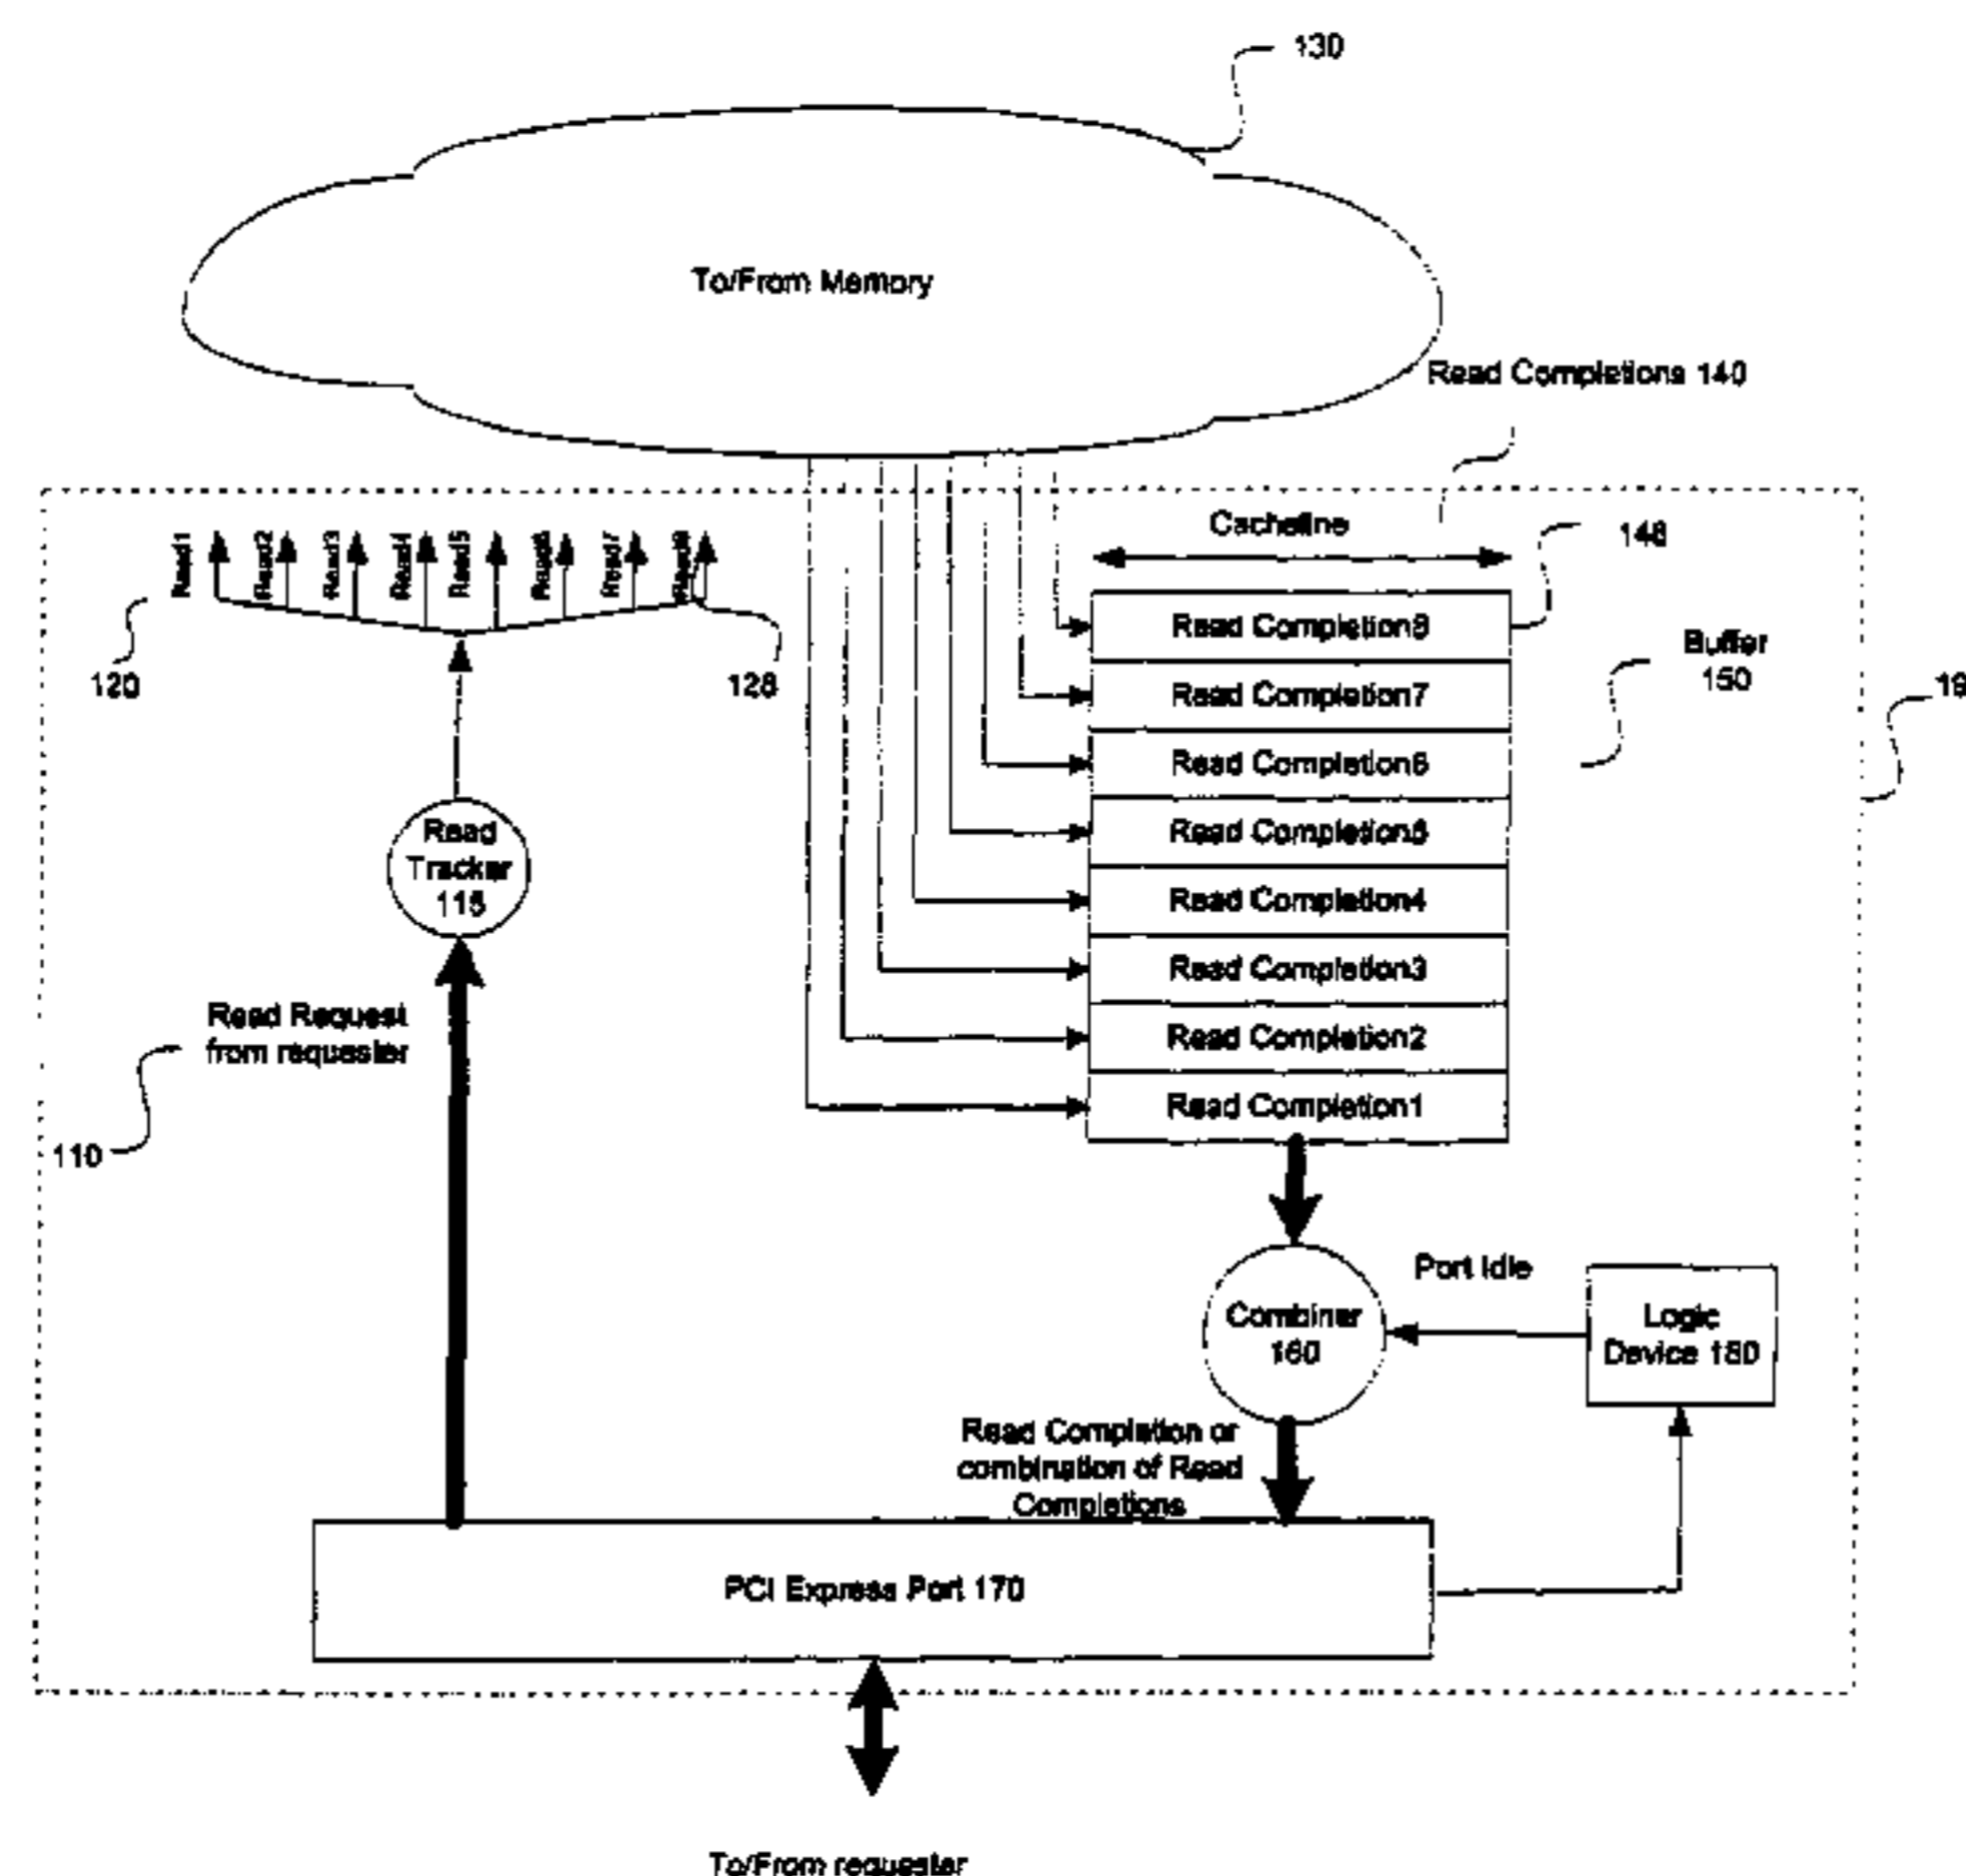 130
To/From Memory
Read Completions 140
Read1
Read2
Read3
Read4
Read5
Read6
Read7
Read8
Cacheline
148
120
128
Read Completion8
Read Completion7
Read Completion6
Read Completion5
Read Completion4
Read Completion3
Read Completion2
Read Completion1
Buffer
150
19
Read
Tracker
115
Read Request
from requester
110
Port Idle
Combiner
160
Logic
Device 180
Read Completion or
combination of Read
Completions
PCI Express Port 170
To/From requester